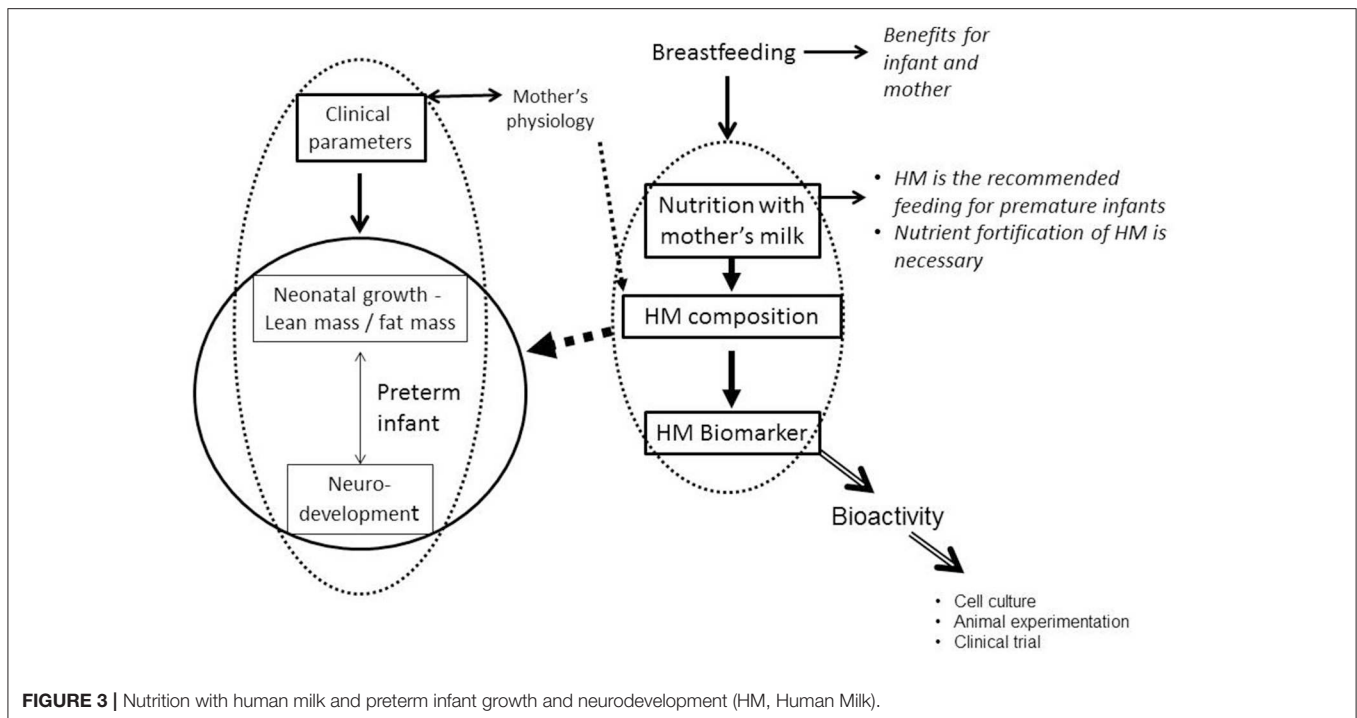 Breastfeeding
Benefits for
infant and
mother
Clinical
parameters
Mother's
physiology
Nutrition with
mother's milk
• HM is the recommended
feeding for premature infants
• Nutrient fortification of HM is
necessary
Neonatal growth -
Lean mass / fat mass
HM composition
Preterm
infant
HM Biomarker
Neuro-
development
Bioactivity
• Cell culture
• Animal experimentation
• Clinical trial
FIGURE 3 | Nutrition with human milk and preterm infant growth and neurodevelopment (HM, Human Milk).